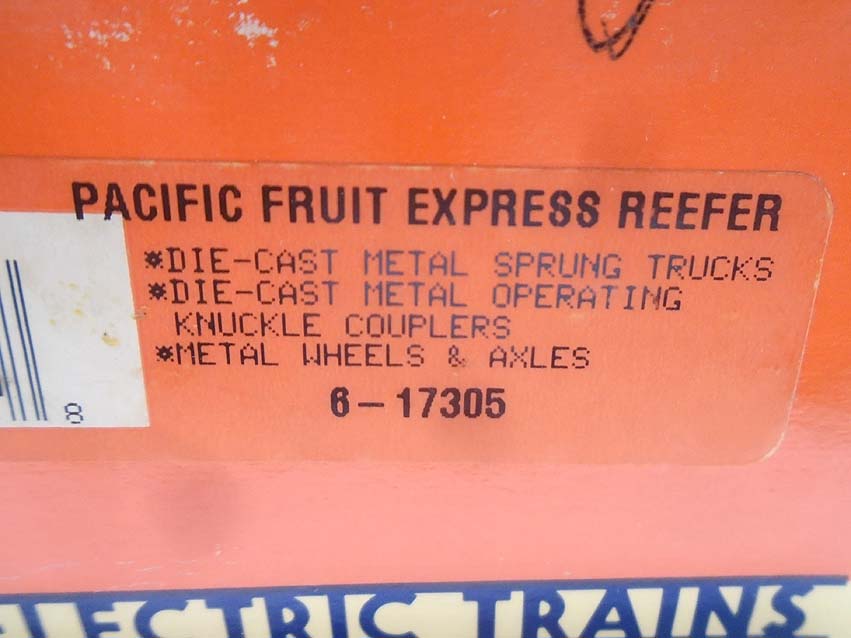 PACIFIC FRUIT EXPRESS REEFER
*DIE-CAST METAL SPRUNG TRUCKS
*DIE-CAST METAL OPERATING
KNUCKLE COUPLERS
*METAL WHEELS & AXLES
6-17305
8
ELECTRIC TRAINS